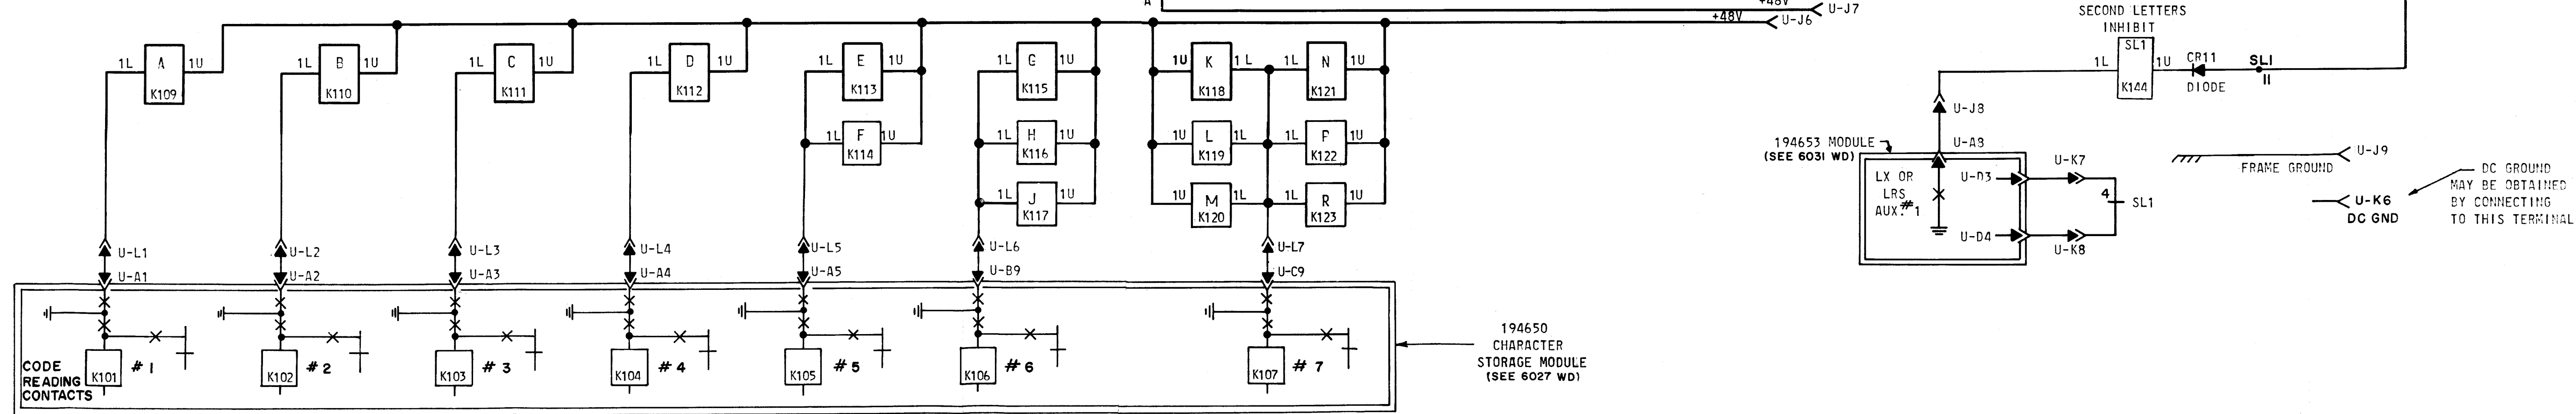 A
+48V
U-J7
+48V
U-J6
SECOND LETTERS
INHIBIT
SL1
1L
1U
K144
CR11
DIODE
SL1
11
1L A 1U
K109
1L B 1U
K110
1L C 1U
K111
1L D 1U
K112
1L E 1U
K113
1L F 1U
K114
1L G 1U
K115
1L H 1U
K116
1L J 1U
K117
1U K 1L
K118
1U L 1L
K119
1U M 1L
K120
1L N 1U
K121
1L P 1U
K122
1L R 1U
K123
U-J8
194653 MODULE
(SEE 6031 WD)
U-A8
LX OR
LRS
AUX.#1
U-D3
U-D4
U-K7
U-K8
4
SL1
FRAME GROUND
U-J9
U-K6
DC GND
DC GROUND
MAY BE OBTAINED
BY CONNECTING
TO THIS TERMINAL
U-L1
U-A1
U-L2
U-A2
U-L3
U-A3
U-L4
U-A4
U-L5
U-A5
U-L6
U-B9
U-L7
U-C9
CODE
READING
CONTACTS
K101
#1
K102
#2
K103
#3
K104
#4
K105
#5
K106
#6
K107
#7
194650
CHARACTER
STORAGE MODULE
(SEE 6027 WD)